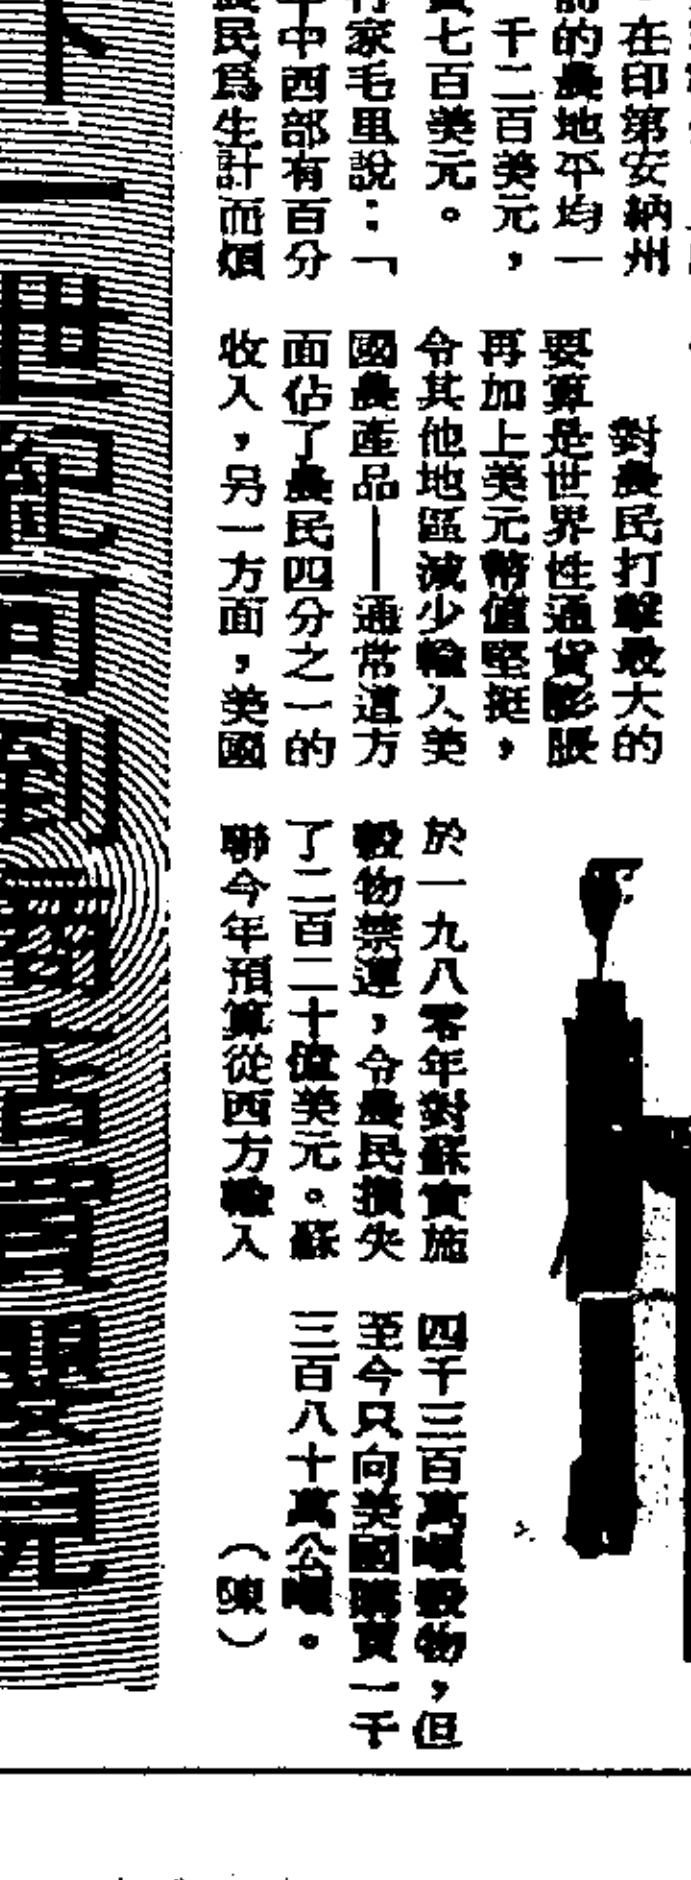 在印第安納州
的農地平均一
千二百美元，
七百美元。
家毛里說：「
中西部有百分
民爲生計而煩
對農民打擊最大的
要算是世界性通貨膨脹
再加上美元幣值堅挺，
令其他地區減少輸入美
國農產品——通常這方
面佔了農民四分之一的
收入，另一方面，美國
於一九八零年對蘇實施
穀物禁運，令農民損失
了二百二十億美元。蘇
聯今年預算從西方輸入
四千三百萬噸穀物，但
至今只向美國購買一千
三百八十萬公噸。
（陳）
下一世紀可到國店買嬰兒